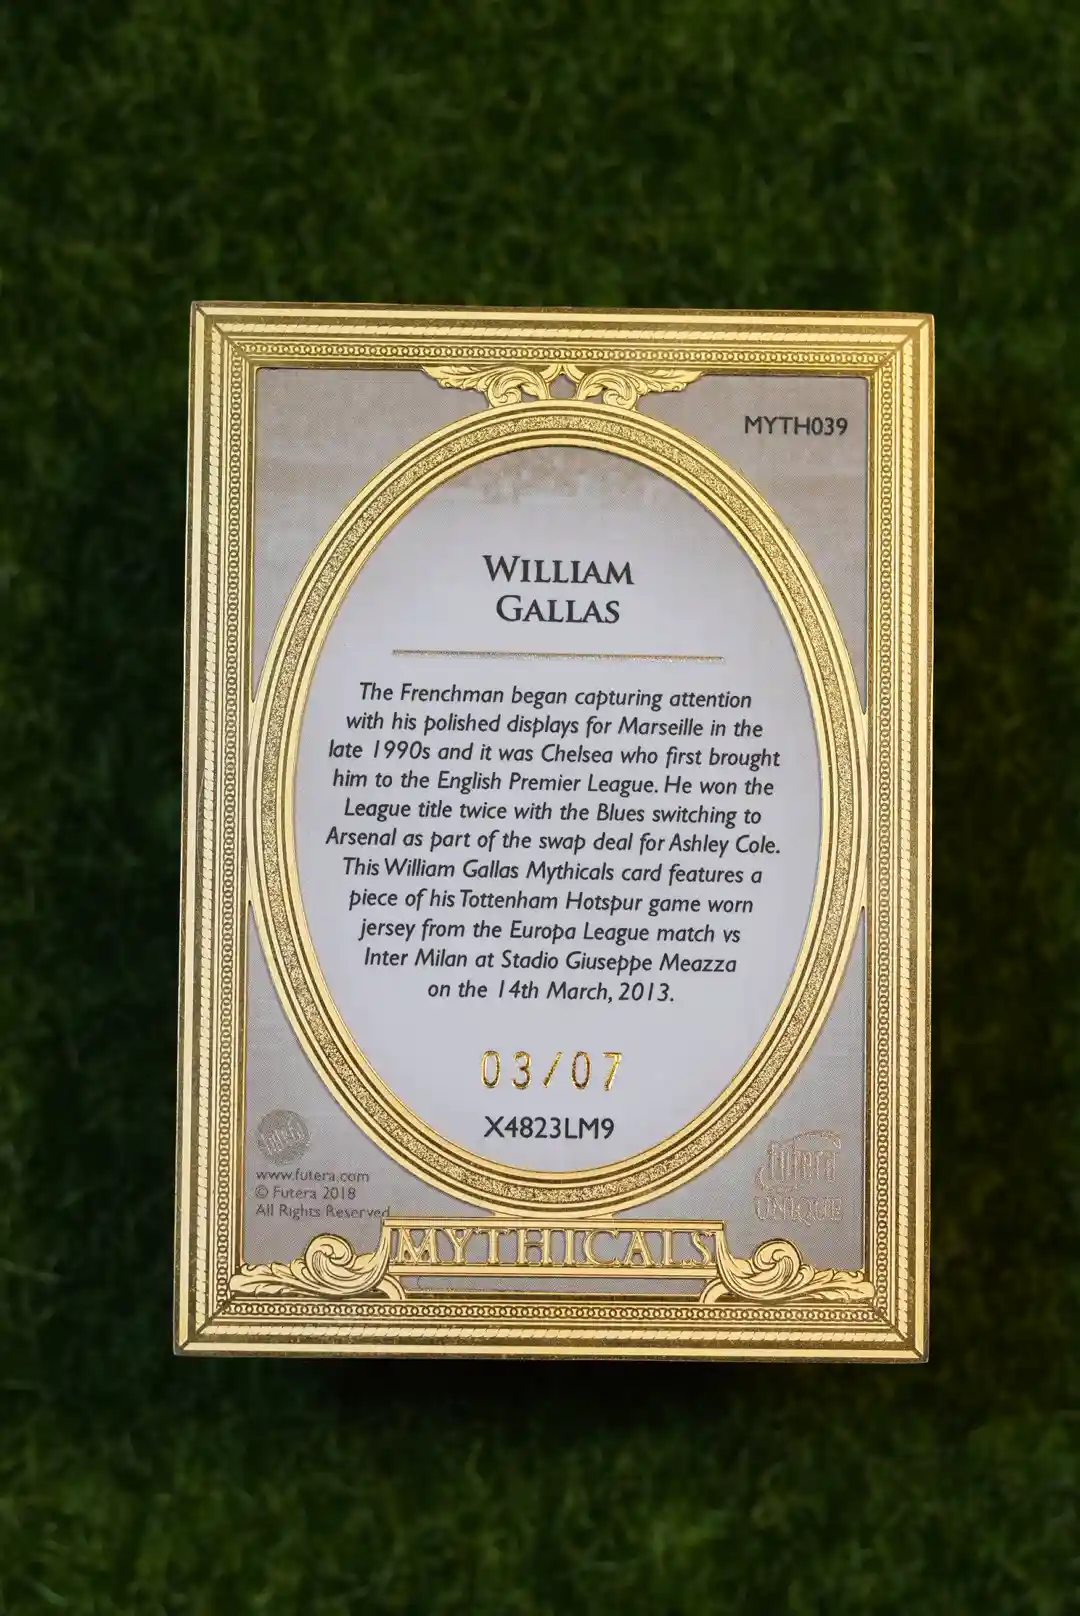 MYTH039
WILLIAM
GALLAS
The Frenchman began capturing attention
with his polished displays for Marseille in the
late 1990s and it was Chelsea who first brought
him to the English Premier League. He won the
League title twice with the Blues switching to
Arsenal as part of the swap deal for Ashley Cole.
This William Gallas Mythicals card features a
piece of his Tottenham Hotspur game worn
jersey from the Europa League match vs
Inter Milan at Stadio Giuseppe Meazza
on the 14th March, 2013.
03/07
X4823LM9
futera
www.futera.com
© Futera 2018
All Rights Reserved
futera
UNIQUE
MYTHICALS